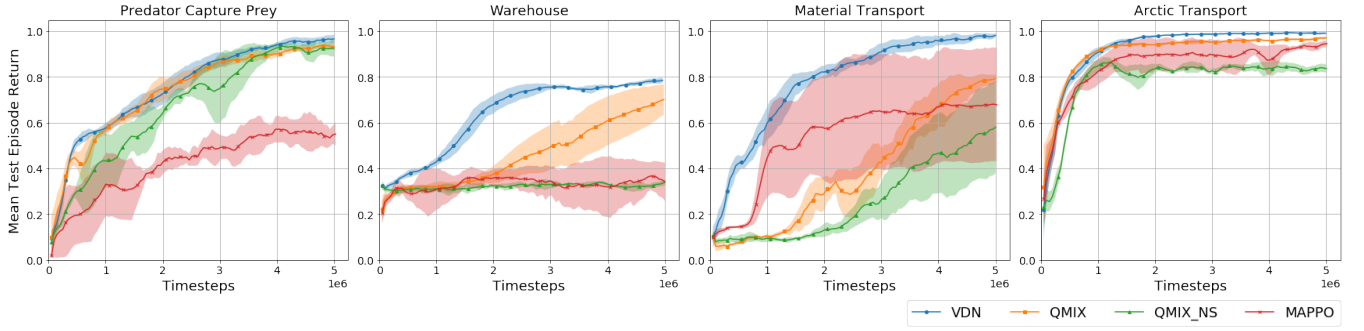 Predator Capture Prey
Warehouse
Material Transport
Arctic Transport
Mean Test Episode Return
1.0
0.8
0.6
0.4
0.2
0.0
0 1 2 3 4 5
1e6
Timesteps
1.0
0.8
0.6
0.4
0.2
0.0
0 1 2 3 4 5
1e6
Timesteps
1.0
0.8
0.6
0.4
0.2
0.0
0 1 2 3 4 5
1e6
Timesteps
1.0
0.8
0.6
0.4
0.2
0.0
0 1 2 3 4 5
1e6
Timesteps
VDN QMIX QMIX_NS MAPPO